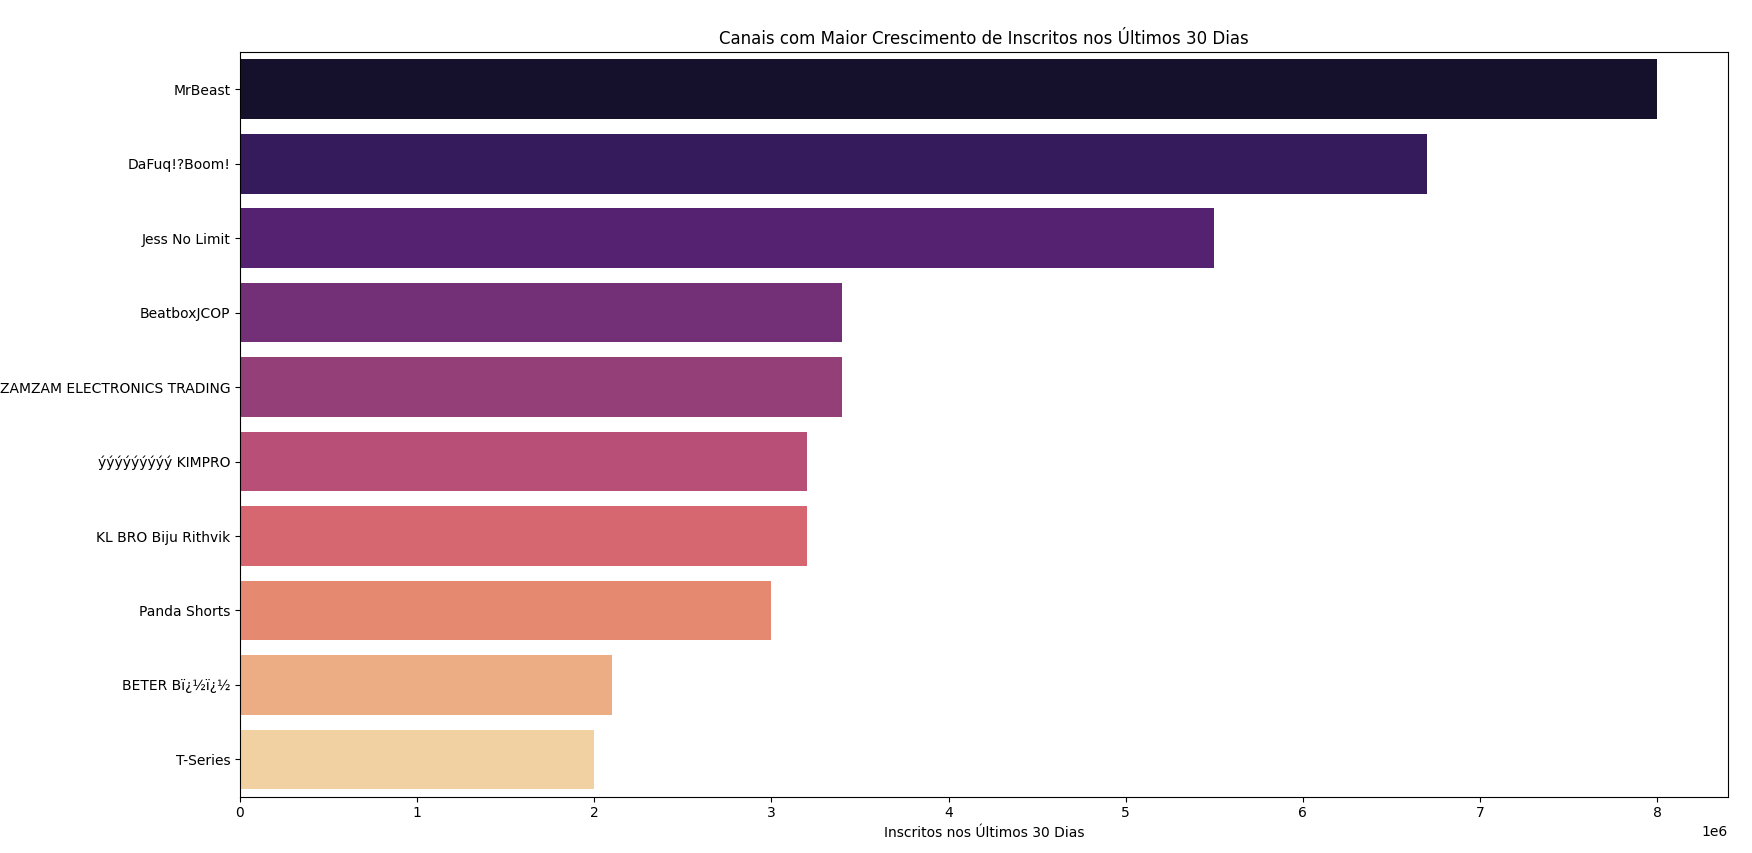 Canais com Maior Crescimento de Inscritos nos Últimos 30 Dias
MrBeast
DaFuq!?Boom!
Jess No Limit
BeatboxJCOP
ZAMZAM ELECTRONICS TRADING
ýýýýýýýýý KIMPRO
KL BRO Biju Rithvik
Panda Shorts
BETER Bï¿½ï¿½
T-Series
0 1 2 3 4 5 6 7 8
Inscritos nos Últimos 30 Dias
1e6